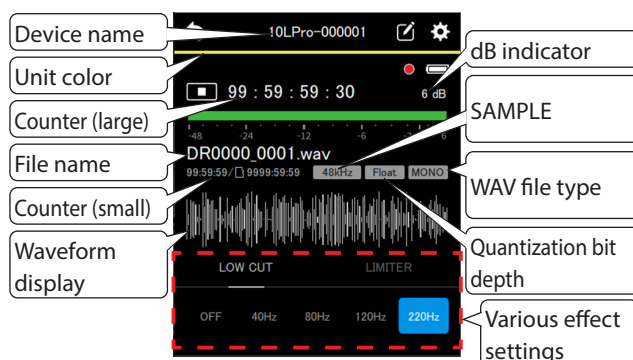 Device name
Unit color
Counter (large)
File name
Counter (small)
Waveform
display
10LPro-000001
99 : 59 : 59 : 30
6 dB
-48 -24 -12 -6 6
DR0000_0001.wav
99:59:59/ 9999:59:59 48kHz Float MONO
LOW CUT LIMITER
OFF 40Hz 80Hz 120Hz 220Hz
dB indicator
SAMPLE
WAV file type
Quantization bit
depth
Various effect
settings